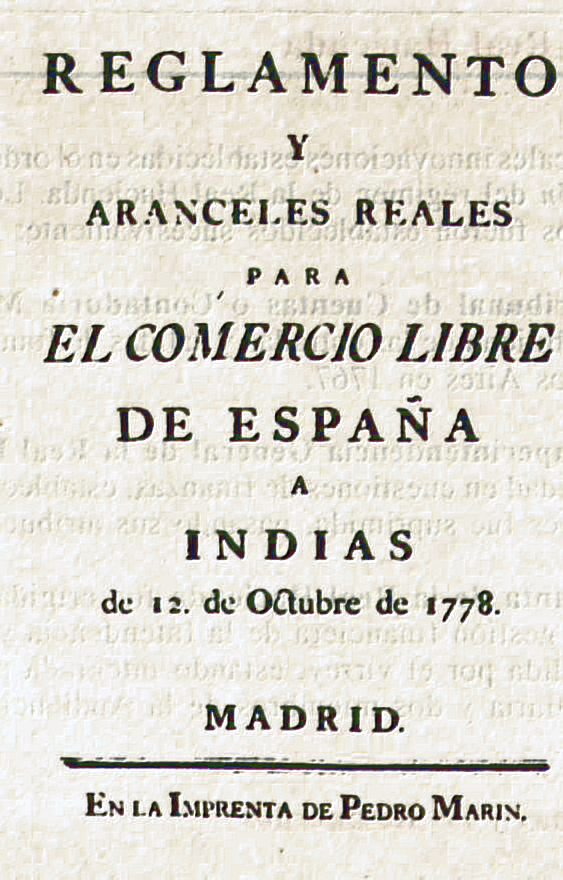 REGLAMENTO
Y
ARANCELES REALES
PARA
EL COMERCIO LIBRE
DE ESPAÑA
A
INDIAS
de 12. de Octubre de 1778.
MADRID.
EN LA IMPRENTA DE PEDRO MARIN.